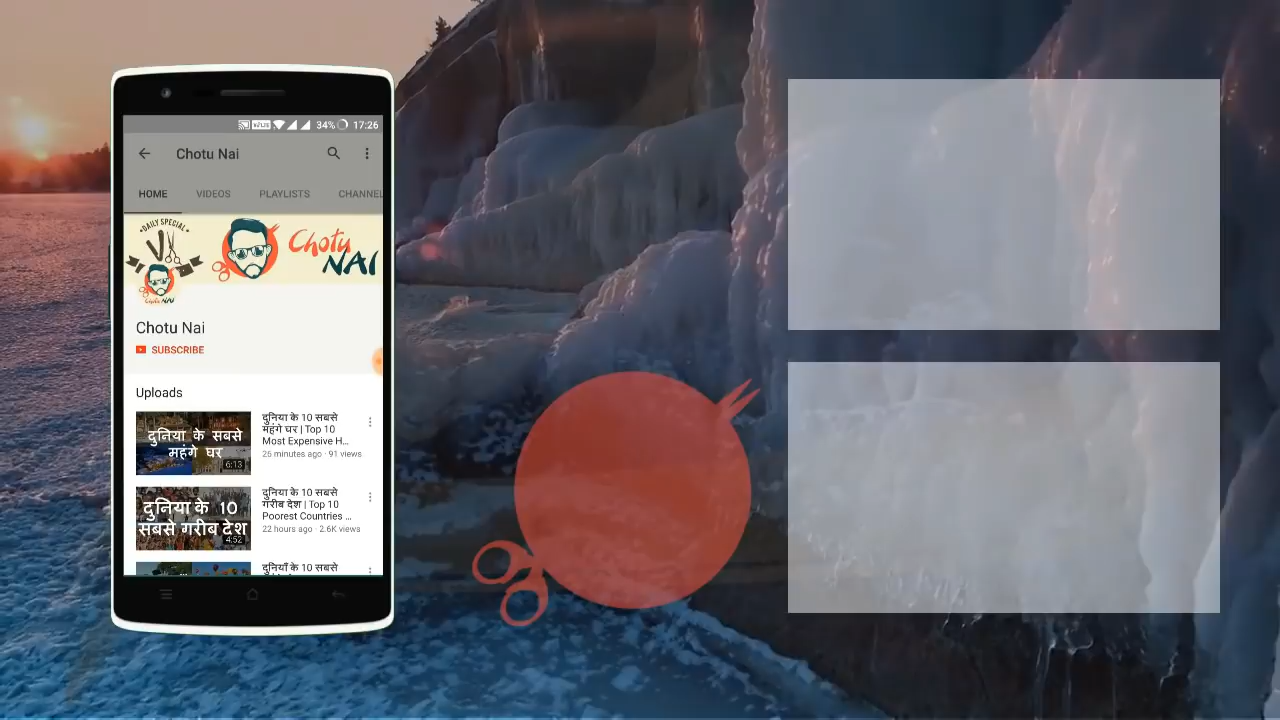 34% 17:26
Chotu Nai
HOME VIDEOS PLAYLISTS CHANNEL
•DAILY SPECIAL•
Chotu
NAI
Chotu NAI
Chotu Nai
SUBSCRIBE
Uploads
दुनिया के सबसे
महंगे घर
6:13
दुनिया के 10 सबसे
महंगे घर | Top 10
Most Expensive H...
26 minutes ago · 91 views
दुनिया के 10
सबसे गरीब देश
4:52
दुनिया के 10 सबसे
गरीब देश | Top 10
Poorest Countries ...
22 hours ago · 2.6K views
दुनियाँ के 10 सबसे